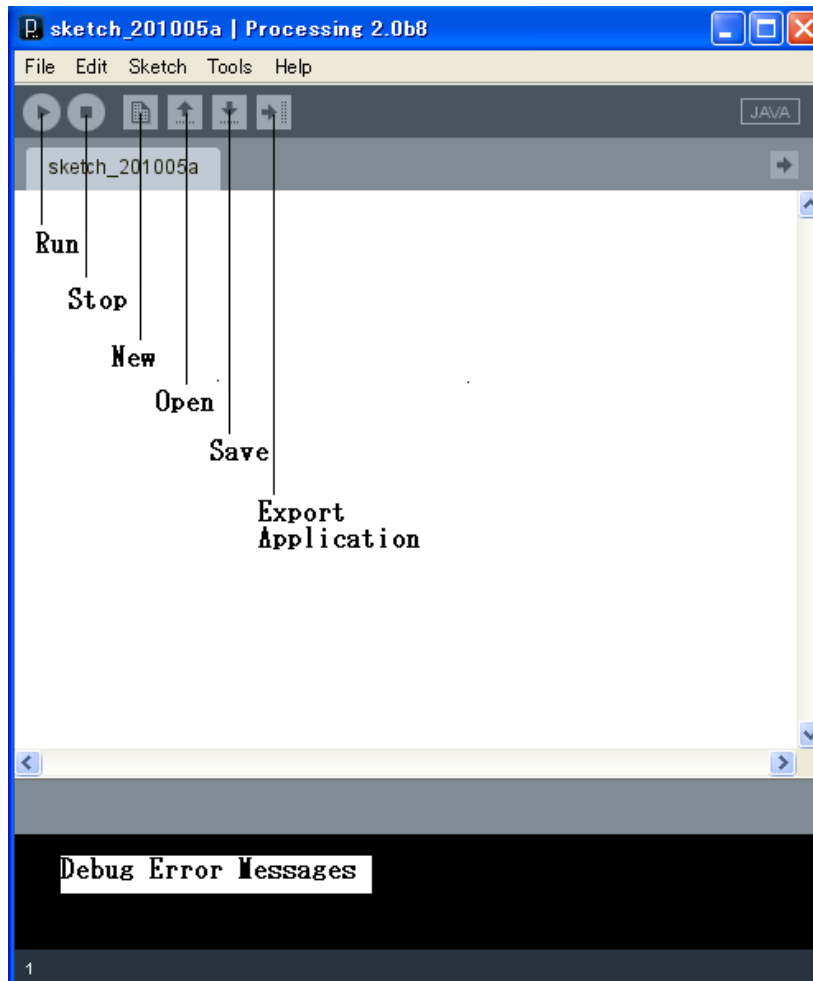 sketch_201005a | Processing 2.0b8
File Edit Sketch Tools Help
JAVA
sketch_201005a
Run
Stop
New
Open
Save
Export
Application
Debug Error Messages
1